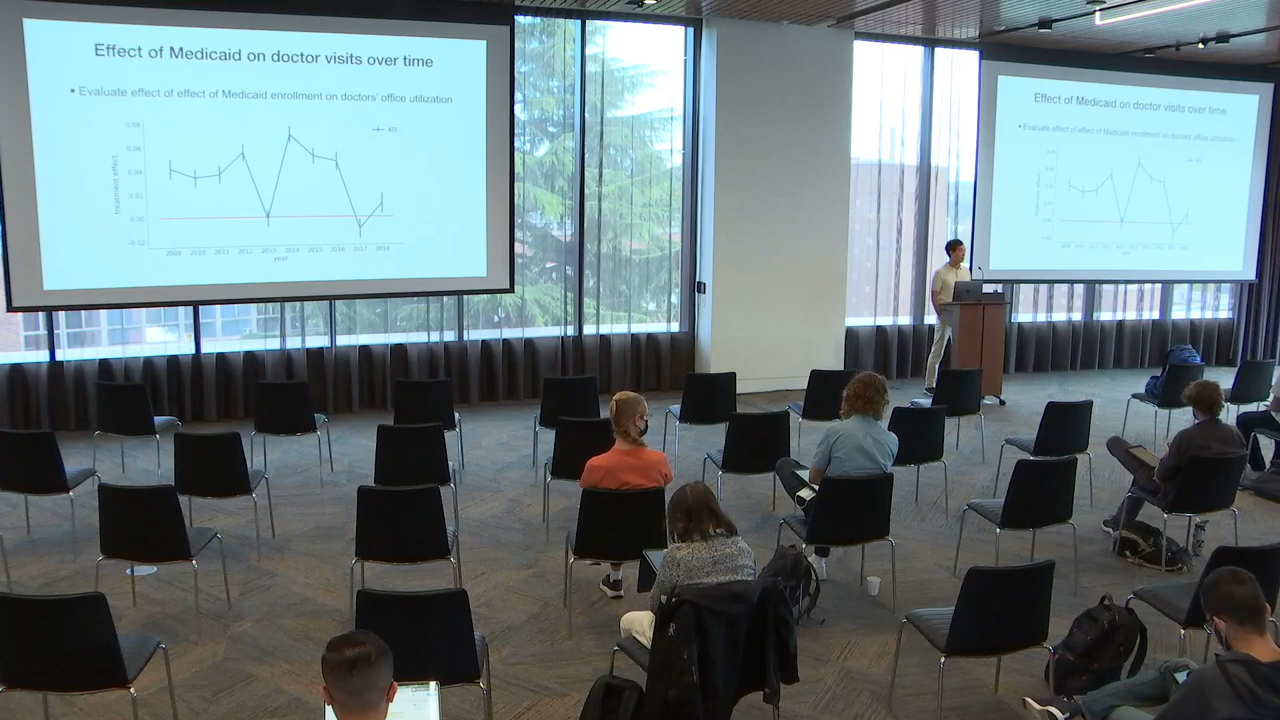 Effect of Medicaid on doctor visits over time
• Evaluate effect of effect of Medicaid enrollment on doctors' office utilization
0.08
0.06
0.04
0.02
0.00
−0.02
treatment effect
ATE
2009 2010 2011 2012 2013 2014 2015 2016 2017 2018
year
Effect of Medicaid on doctor visits over time
• Evaluate effect of effect of Medicaid enrollment on doctors' office utilization